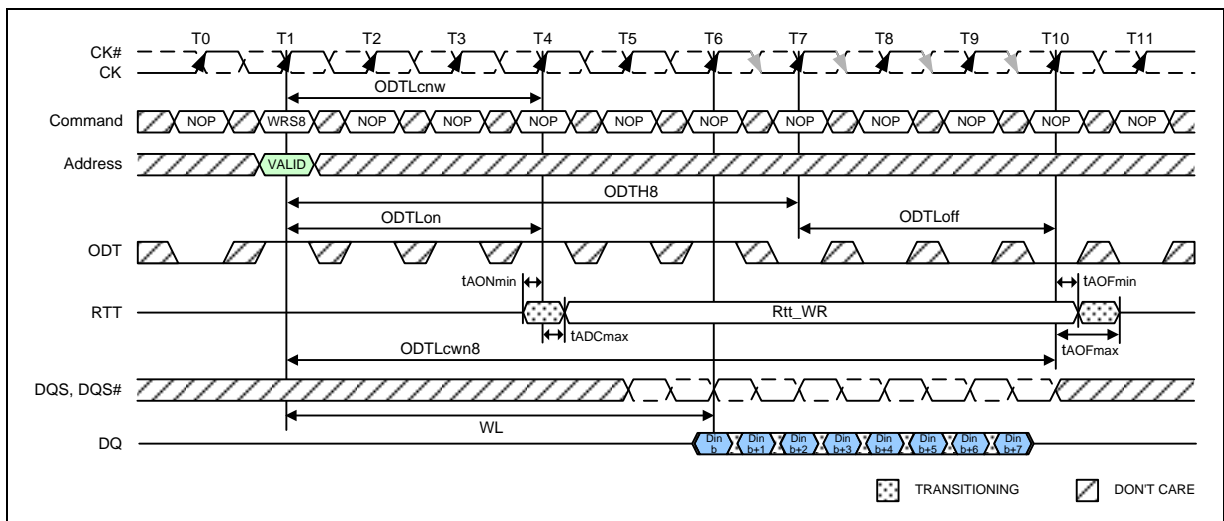 T0 T1 T2 T3 T4 T5 T6 T7 T8 T9 T10 T11
CK#
CK
ODTLcnw
Command NOP WRS8 NOP NOP NOP NOP NOP NOP NOP NOP NOP NOP
Address VALID
ODTH8
ODTLon ODTLoff
ODT
tAONmin tAOFmin
RTT Rtt_WR
tADCmax
tAOFmax
ODTLcwn8
DQS, DQS#
WL
DQ Din b Din b+1 Din b+2 Din b+3 Din b+4 Din b+5 Din b+6 Din b+7
TRANSITIONING DON'T CARE